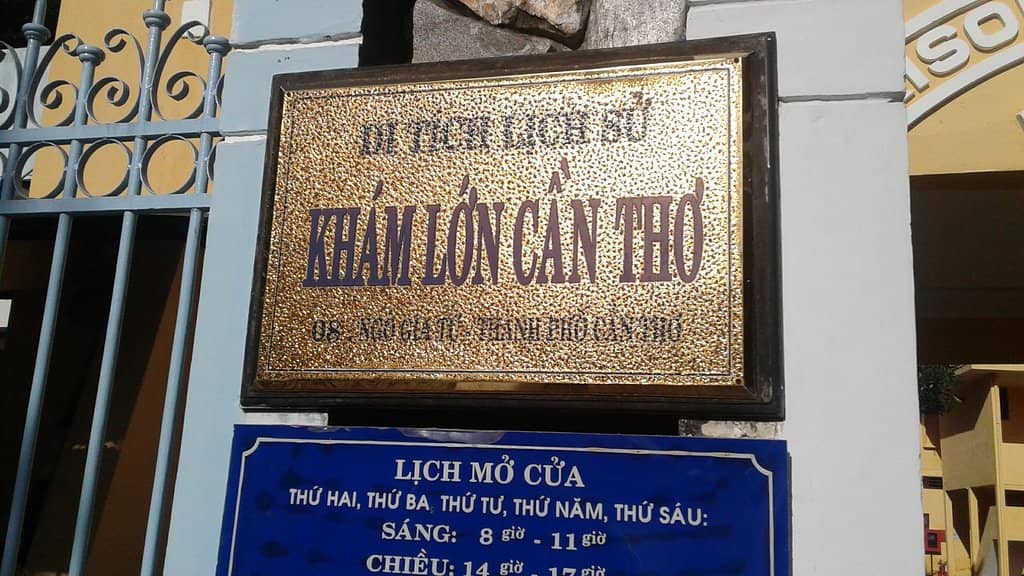 DI TÍCH LỊCH SỬ
KHÁM LỚN CẦN THƠ
08 - NGÔ GIA TỰ - THÀNH PHỐ CẦN THƠ
LỊCH MỞ CỬA
THỨ HAI, THỨ BA, THỨ TƯ, THỨ NĂM, THỨ SÁU:
SÁNG: 8 giờ - 11 giờ
CHIỀU: 14 giờ - 17 giờ
ISO